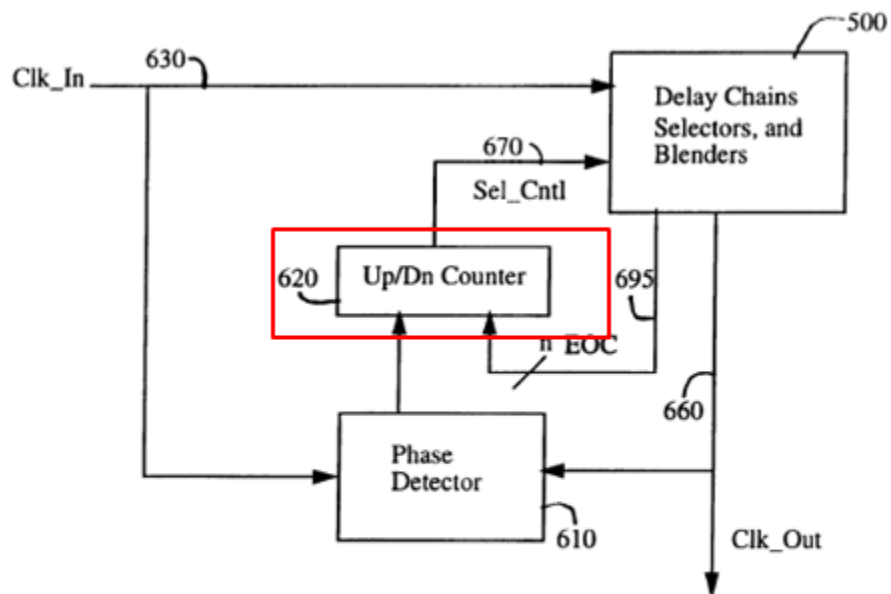 500
630
Clk_In
Delay Chains
Selectors, and
Blenders
670
Sel_Cntl
620
Up/Dn Counter
695
n
EOC
660
Phase
Detector
610
Clk_Out